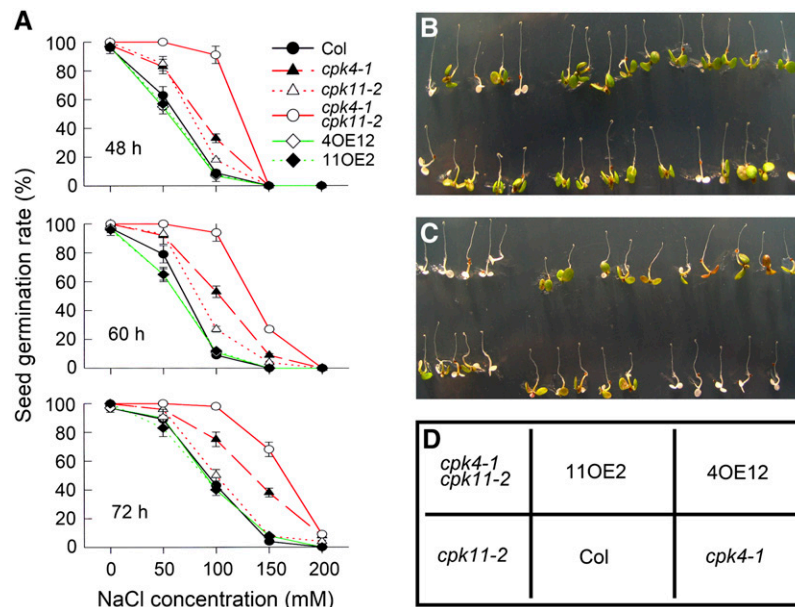 A
Seed germination rate (%)
100
80
60
40
20
0
48 h
Col
cpk4-1
cpk11-2
cpk4-1
cpk11-2
4OE12
11OE2
100
80
60
40
20
0
60 h
100
80
60
40
20
0
72 h
0 50 100 150 200
NaCl concentration (mM)
B
C
D
cpk4-1
cpk11-2
11OE2
4OE12
cpk11-2
Col
cpk4-1